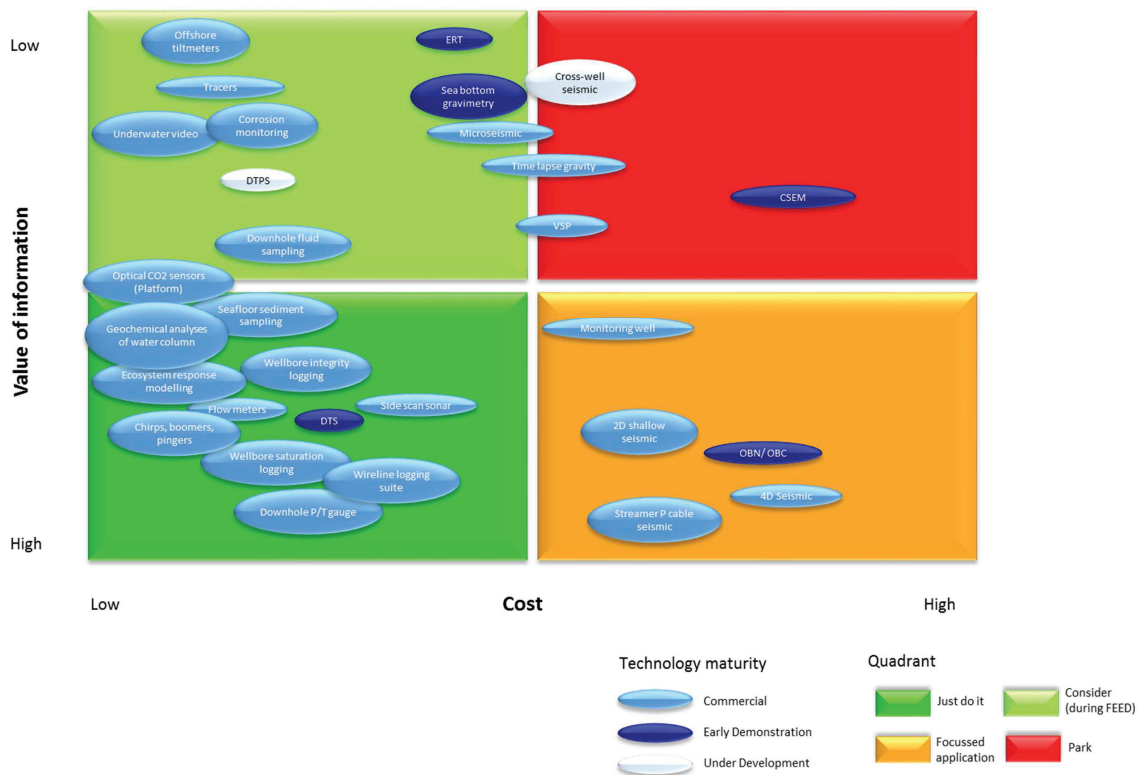 Low
Offshore
tiltmeters
ERT
Cross-well
seismic
Tracers
Sea bottom
gravimetry
Underwater video
Corrosion
monitoring
Microseismic
Time lapse gravity
DTPS
CSEM
VSP
Downhole fluid
sampling
Optical CO2 sensors
(Platform)
Value of information
Seafloor sediment
sampling
Geochemical analyses
of water column
Monitoring well
Wellbore integrity
logging
Ecosystem response
modelling
Flow meters
Side scan sonar
DTS
Chirps, boomers,
pingers
2D shallow
seismic
OBN/ OBC
Wellbore saturation
logging
Wireline logging
suite
4D Seismic
Downhole P/T gauge
Streamer P cable
seismic
High
Low
Cost
High
Technology maturity
Commercial
Early Demonstration
Under Development
Quadrant
Just do it
Consider
(during FEED)
Focussed
application
Park